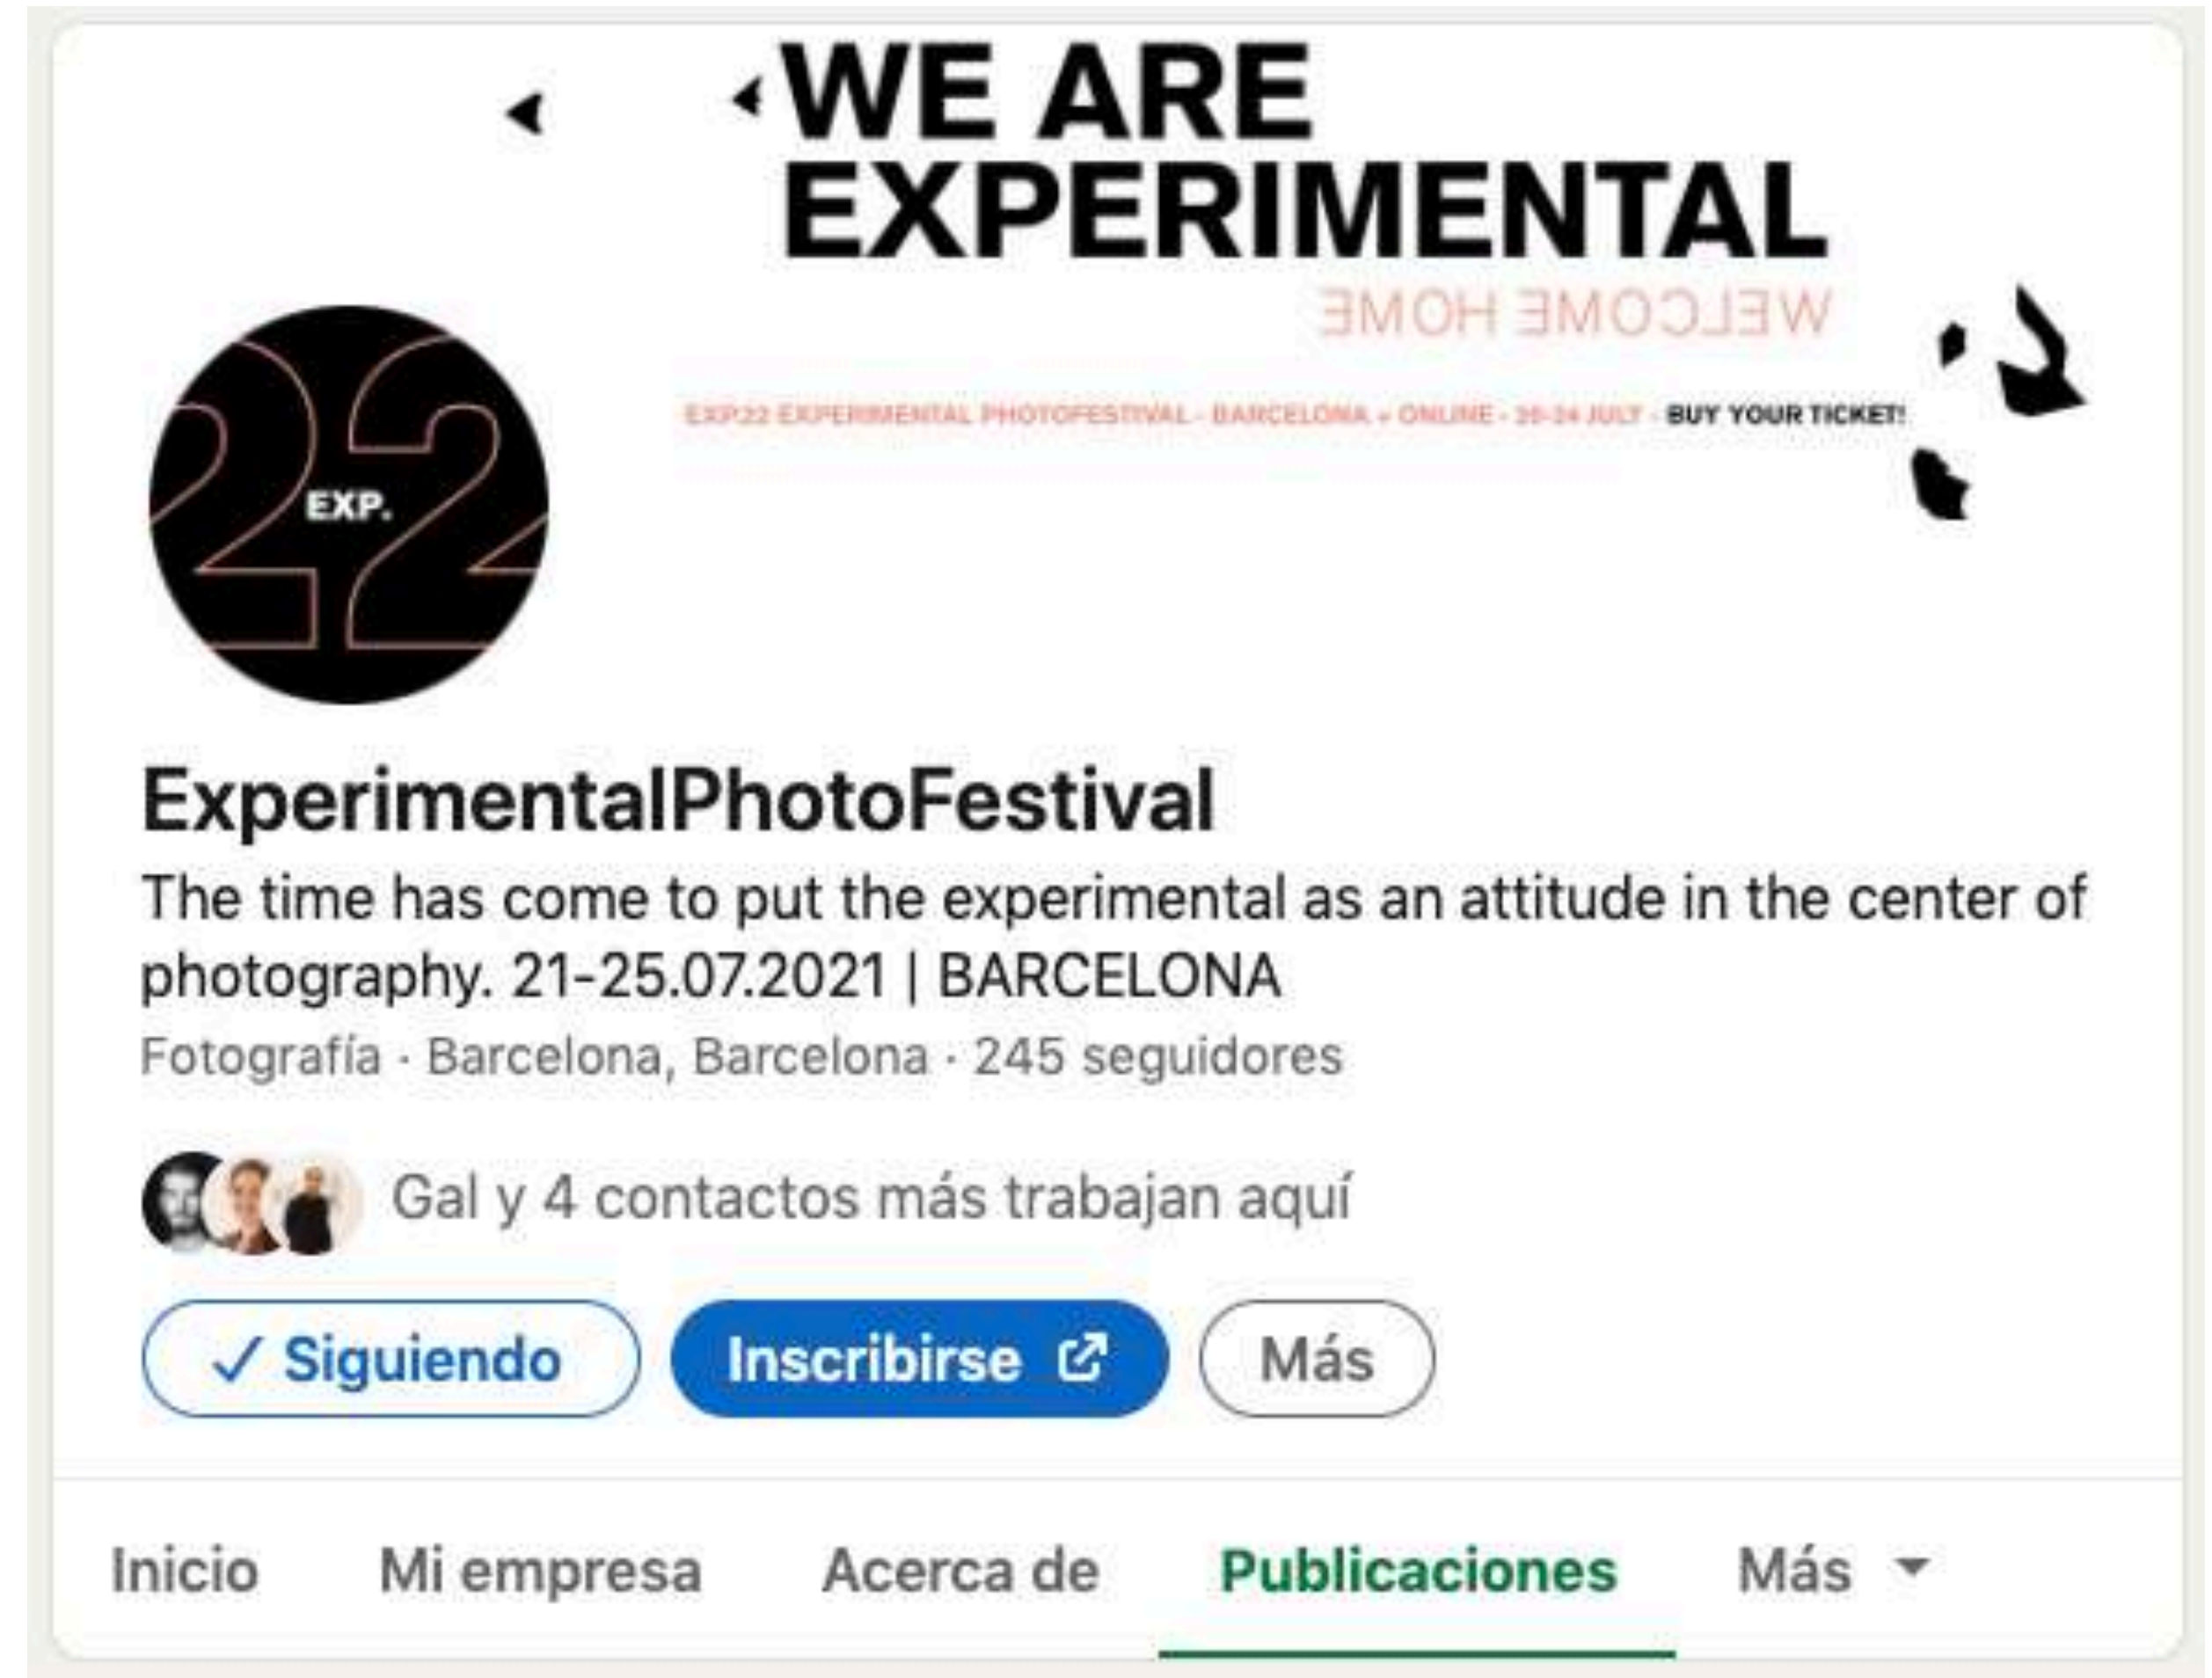 WE ARE
EXPERIMENTAL
WELCOME HOME
EXP.22 EXPERIMENTAL PHOTOFESTIVAL - BARCELONA + ONLINE - 20-24 JULY - BUY YOUR TICKET!
22
EXP.
ExperimentalPhotoFestival
The time has come to put the experimental as an attitude in the center of
photography. 21-25.07.2021 | BARCELONA
Fotografía · Barcelona, Barcelona · 245 seguidores
Gal y 4 contactos más trabajan aquí
✓ Siguiendo
Inscribirse
Más
Inicio Mi empresa Acerca de Publicaciones Más